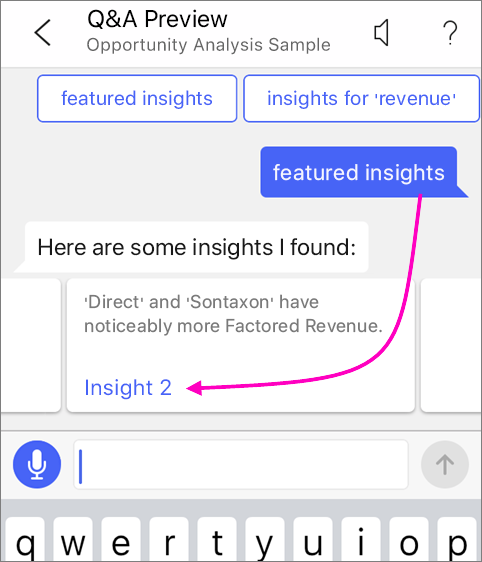 Q&A Preview
Opportunity Analysis Sample
?
featured insights
insights for 'revenue'
featured insights
Here are some insights I found:
'Direct' and 'Sontaxon' have
noticeably more Factored Revenue.
Insight 2
q w e r t y u i o p